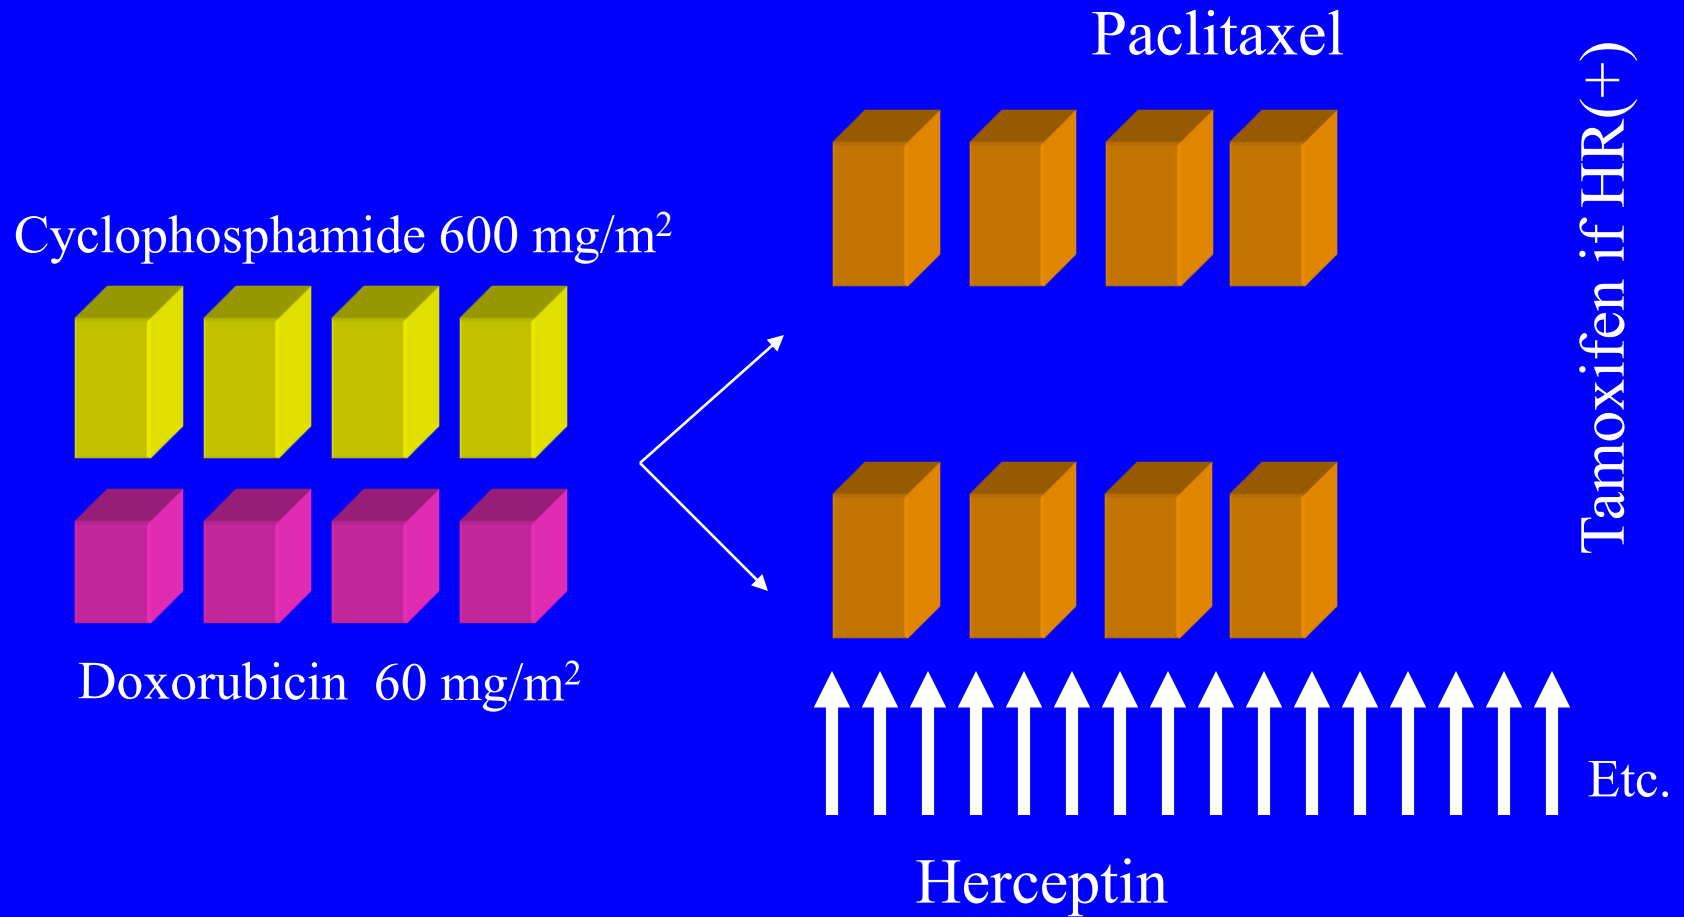 Paclitaxel
Cyclophosphamide 600 mg/m²
Doxorubicin 60 mg/m²
Tamoxifen if HR(+)
Etc.
Herceptin